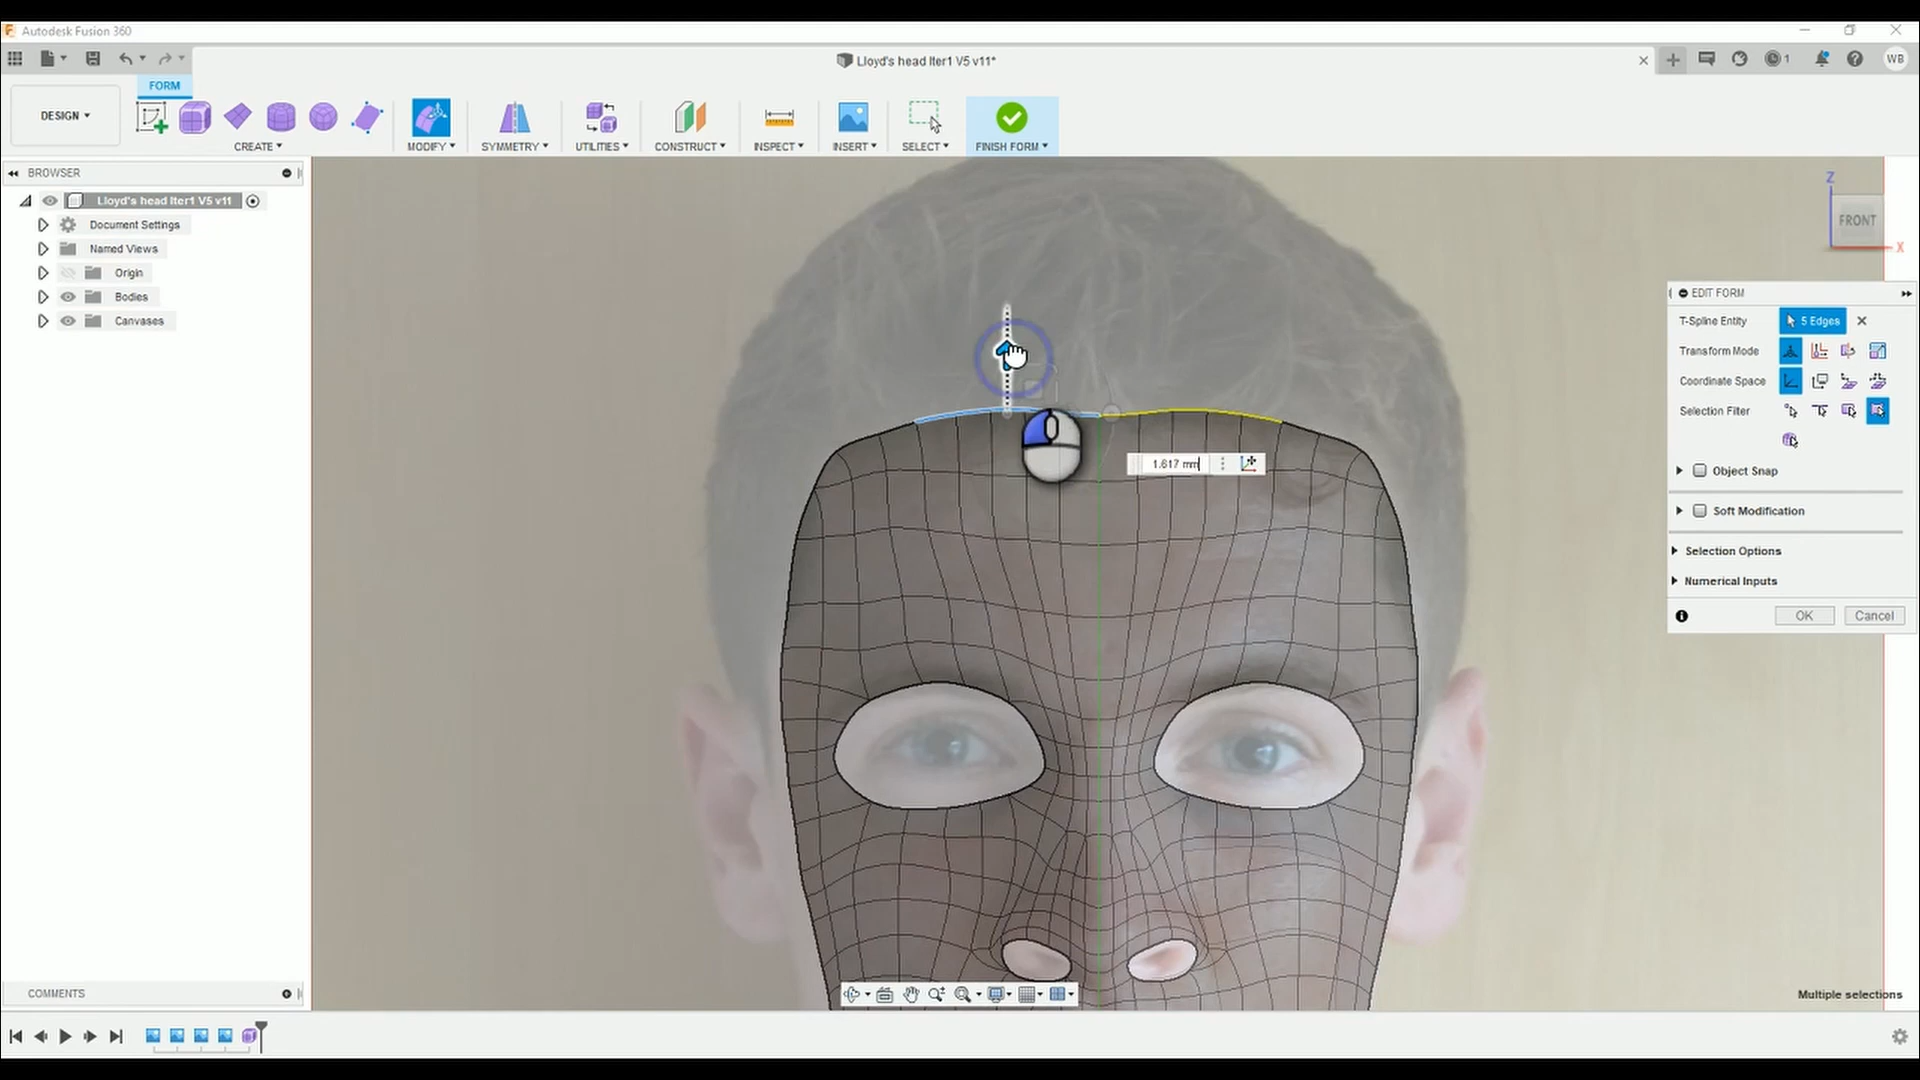 Autodesk Fusion 360
Lloyd's head Iter1 V5 v11*
1
WB
FORM
DESIGN
CREATE
MODIFY
SYMMETRY
UTILITIES
CONSTRUCT
INSPECT
INSERT
SELECT
FINISH FORM
BROWSER
Lloyd's head Iter1 V5 v11
Document Settings
Named Views
Origin
Bodies
Canvases
Z
FRONT
X
EDIT FORM
T-Spline Entity
5 Edges
Transform Mode
Coordinate Space
Selection Filter
Object Snap
Soft Modification
Selection Options
Numerical Inputs
OK
Cancel
1.617 mm
COMMENTS
Multiple selections